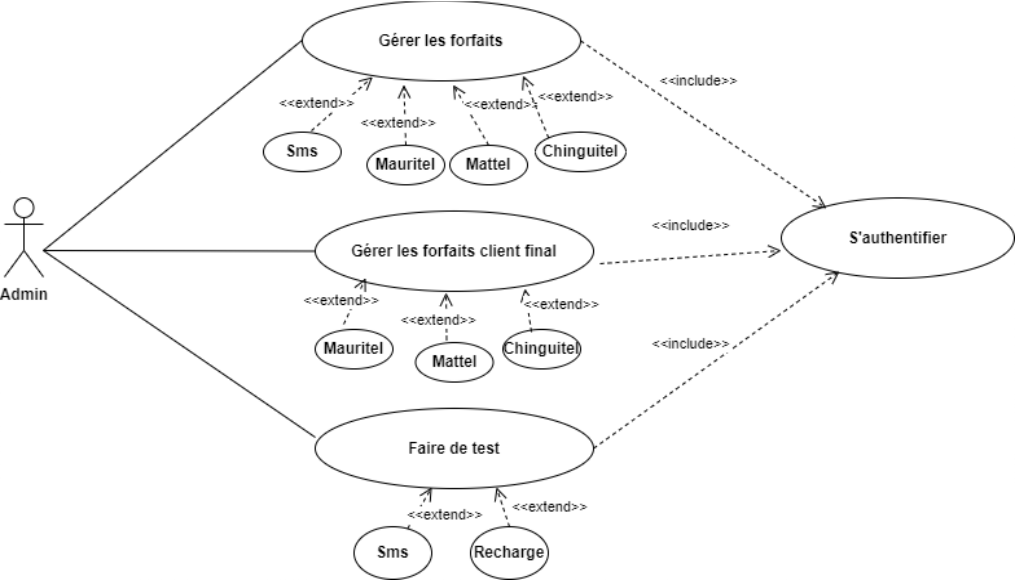 Gérer les forfaits
<<include>>
<<extend>>
<<extend>>
<<extend>>
<<extend>>
Sms
Mauritel
Mattel
Chinguitel
Admin
Gérer les forfaits client final
<<include>>
S'authentifier
<<extend>>
<<extend>>
<<extend>>
Mauritel
Mattel
Chinguitel
<<include>>
Faire de test
<<extend>>
<<extend>>
Sms
Recharge